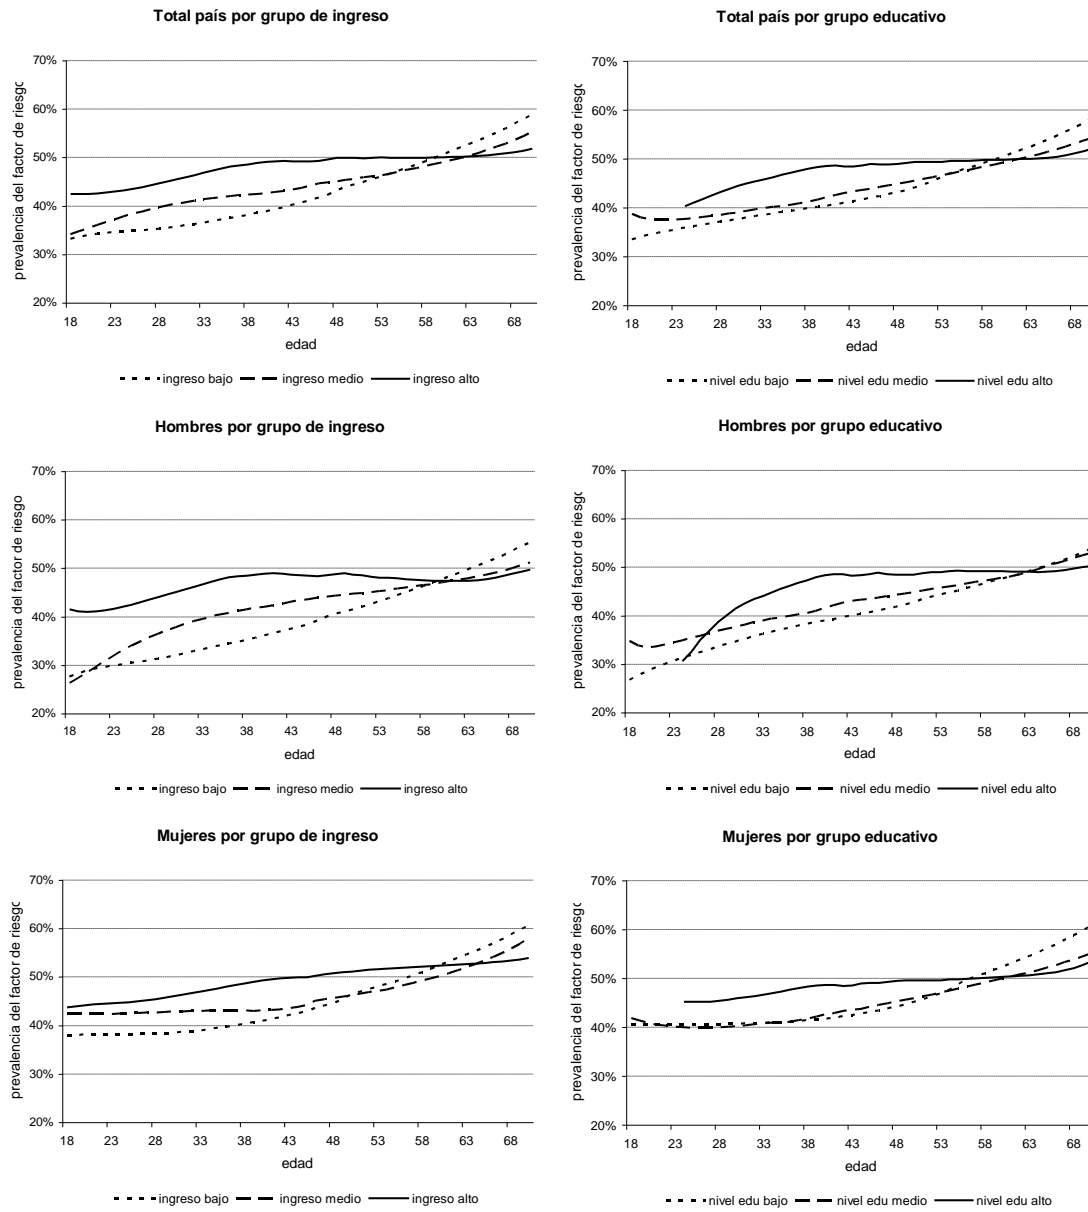 Total país por grupo de ingreso
prevalencia del factor de riesgo
70%
60%
50%
40%
30%
20%
18 23 28 33 38 43 48 53 58 63 68
edad
ingreso bajo ingreso medio ingreso alto
Total país por grupo educativo
prevalencia del factor de riesgo
70%
60%
50%
40%
30%
20%
18 23 28 33 38 43 48 53 58 63 68
edad
nivel edu bajo nivel edu medio nivel edu alto
Hombres por grupo de ingreso
prevalencia del factor de riesgo
70%
60%
50%
40%
30%
20%
18 23 28 33 38 43 48 53 58 63 68
edad
ingreso bajo ingreso medio ingreso alto
Hombres por grupo educativo
prevalencia del factor de riesgo
70%
60%
50%
40%
30%
20%
18 23 28 33 38 43 48 53 58 63 68
edad
nivel edu bajo nivel edu medio nivel edu alto
Mujeres por grupo de ingreso
prevalencia del factor de riesgo
70%
60%
50%
40%
30%
20%
18 23 28 33 38 43 48 53 58 63 68
edad
ingreso bajo ingreso medio ingreso alto
Mujeres por grupo educativo
prevalencia del factor de riesgo
70%
60%
50%
40%
30%
20%
18 23 28 33 38 43 48 53 58 63 68
edad
nivel edu bajo nivel edu medio nivel edu alto